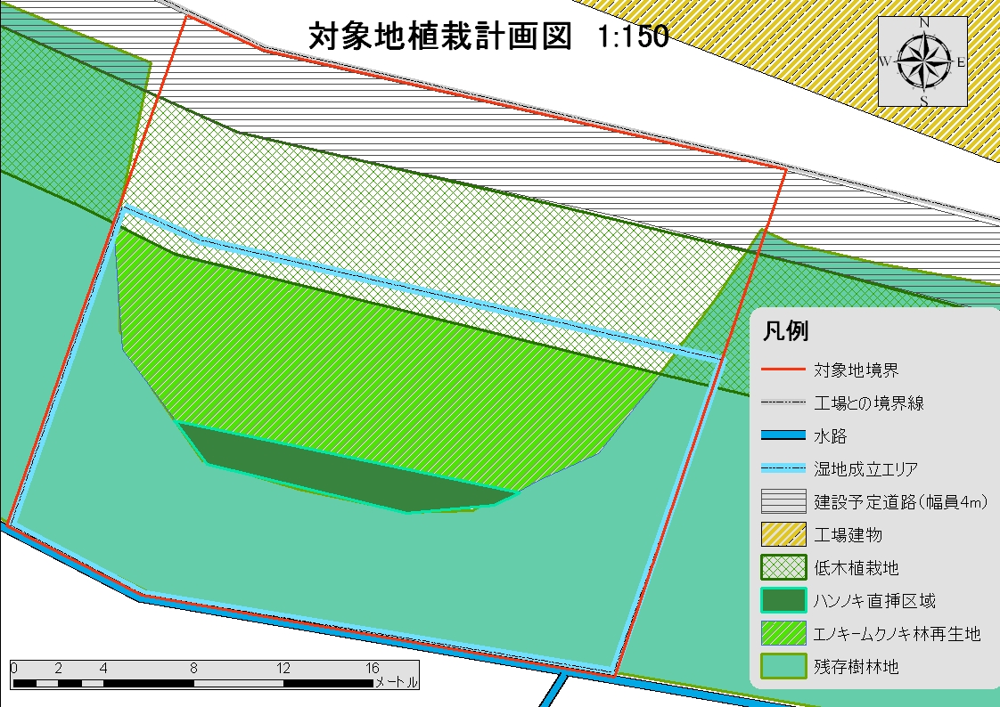 対象地植栽計画図 1:150
N
W E
S
凡例
対象地境界
工場との境界線
水路
湿地成立エリア
建設予定道路(幅員4m)
工場建物
低木植栽地
ハンノキ直挿区域
エノキームクノキ林再生地
残存樹林地
0 2 4 8 12 16
メートル